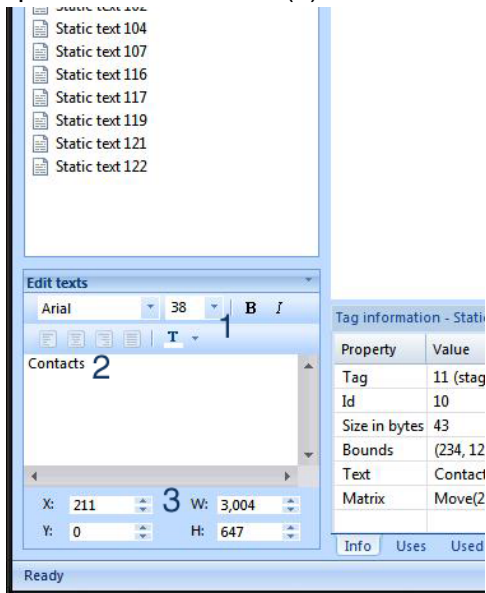 Static text 102
Static text 104
Static text 107
Static text 116
Static text 117
Static text 119
Static text 121
Static text 122
Edit texts
Arial 38 B I
1
T
Contacts 2
3
X: 211 W: 3,004
Y: 0 H: 647
Tag information - Stati
Property Value
Tag 11 (stag
Id 10
Size in bytes 43
Bounds (234, 12
Text Contact
Matrix Move(2
Info Uses Used
Ready